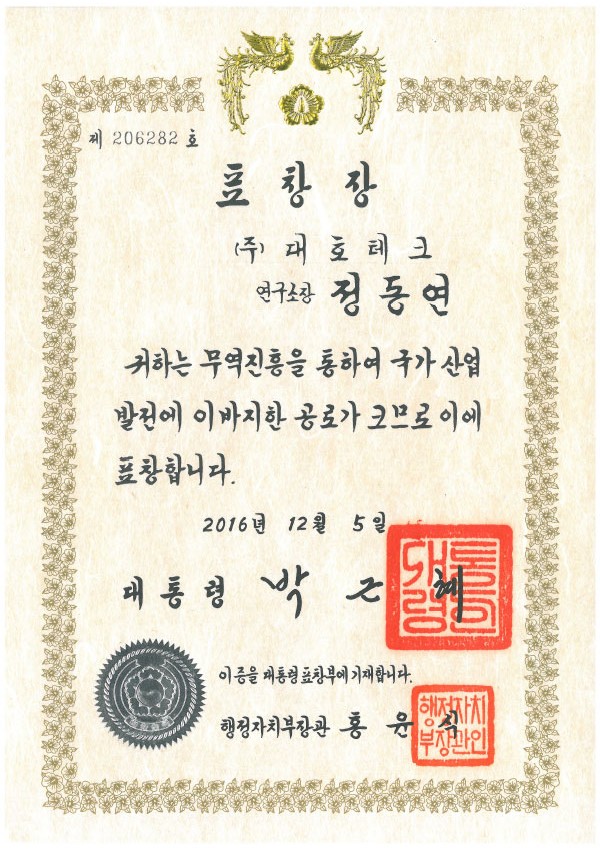 제 206282 호
표창장
(주) 대호테크
연구소장 정동연
귀하는 무역진흥을 통하여 국가 산업
발전에 이바지한 공로가 크므로 이에
표창합니다.
2016년 12월 5일
대통령 박근혜
대통령인
이 증을 대통령 표창부에 기재합니다.
행정자치부장관 홍윤식
행정자치
부장관인